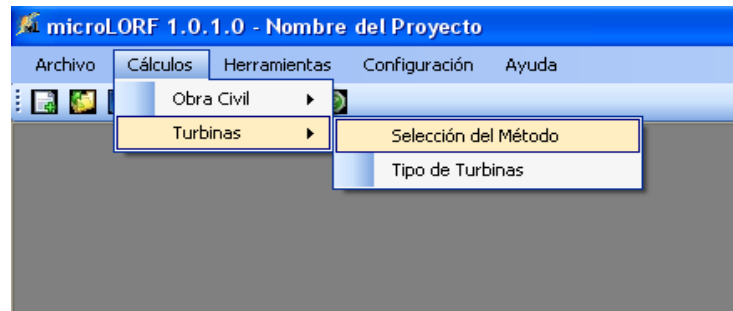 microLORF 1.0.1.0 - Nombre del Proyecto
Archivo Cálculos Herramientas Configuración Ayuda
Obra Civil
Turbinas
Selección del Método
Tipo de Turbinas